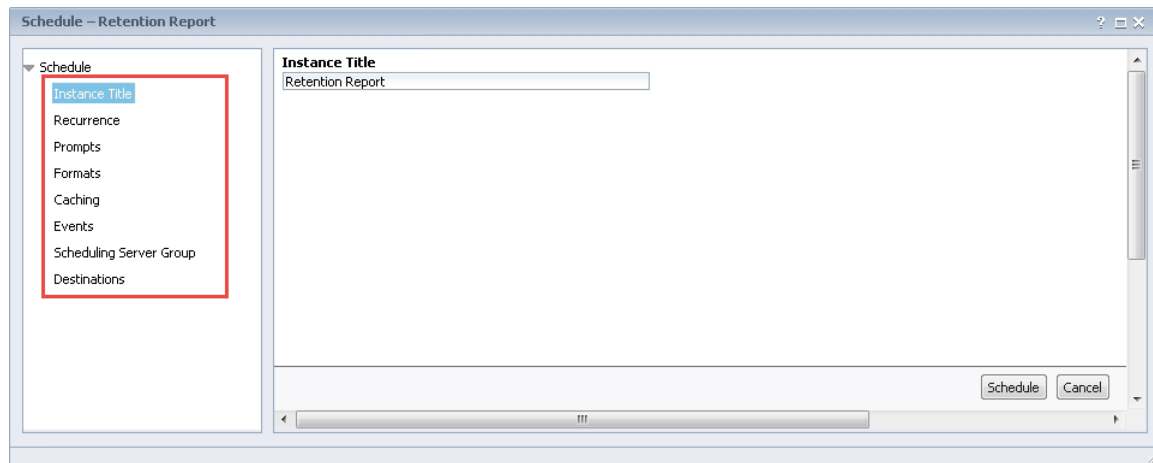 Schedule – Retention Report
?
Schedule
Instance Title
Recurrence
Prompts
Formats
Caching
Events
Scheduling Server Group
Destinations
Instance Title
Retention Report
Schedule Cancel